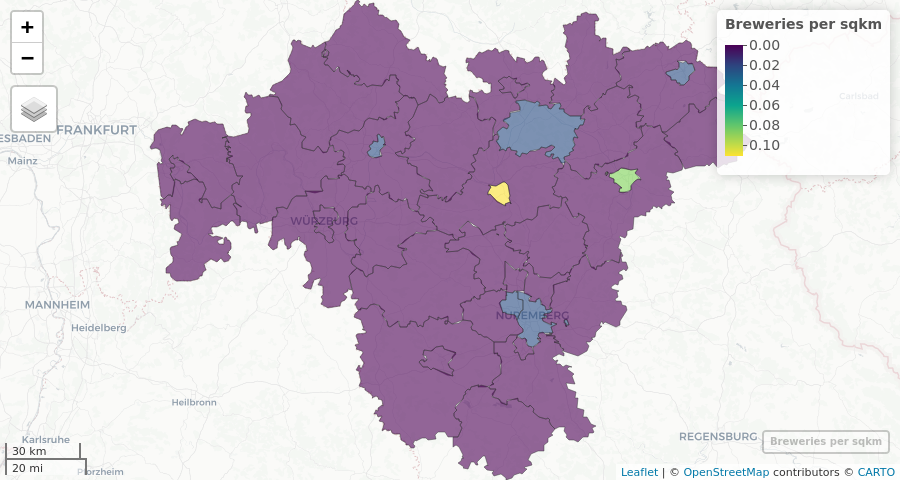 +
−
Breweries per sqkm
0.00
0.02
0.04
0.06
0.08
0.10
FRANKFURT
ESBADEN
Mainz
Carlsbad
WÜRZBURG
MANNHEIM
Heidelberg
NUREMBERG
Heilbronn
REGENSBURG
Karlsruhe
Pforzheim
30 km
20 mi
Breweries per sqkm
Leaflet | © OpenStreetMap contributors © CARTO